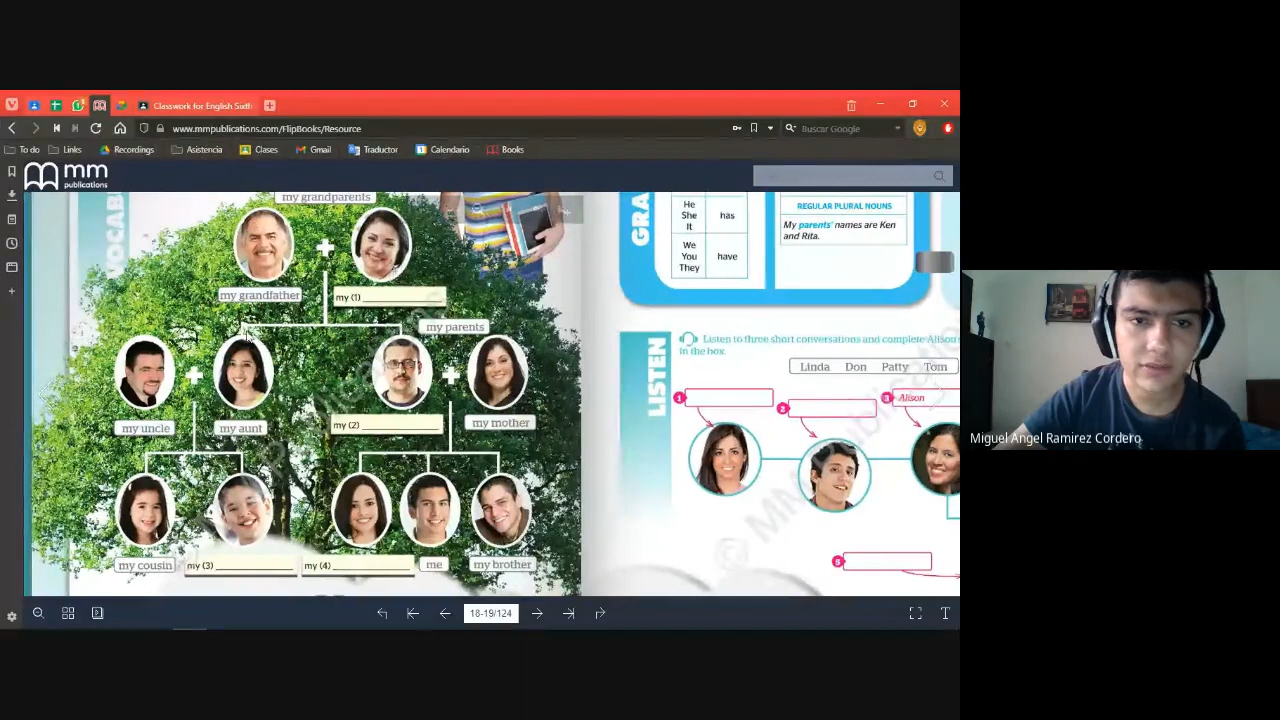 Classwork for English Sixth
www.mmpublications.com/FlipBooks/Resource
Buscar Google
To do
Links
Recordings
Asistencia
Clases
Gmail
Traductor
Calendario
Books
mm
publications
my grandparents
my grandfather
my (1)
my parents
my uncle
my aunt
my (2)
my mother
my cousin
my (3)
my (4)
me
my brother
GRA
He
She
It
has
We
You
They
have
REGULAR PLURAL NOUNS
My parents' names are Ken
and Rita.
LISTEN
Listen to three short conversations and complete Alison's
in the box.
Linda Don Patty Tom
1
2
3 Alison
5
18-19/124
Miguel Angel Ramirez Cordero